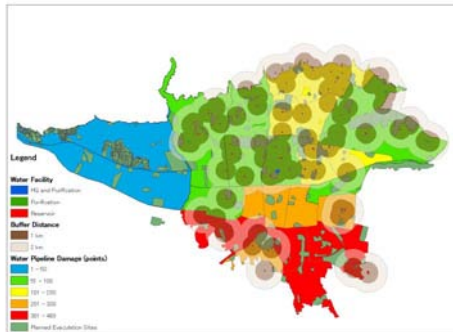 Legend
Water Facility
HQ and Purification
Purification
Reservoir
Buffer Distance
1 km
2 km
Water Pipeline Damage (points)
1 - 50
51 - 100
101 - 200
201 - 300
301 - 460
Planned Evacuation Sites